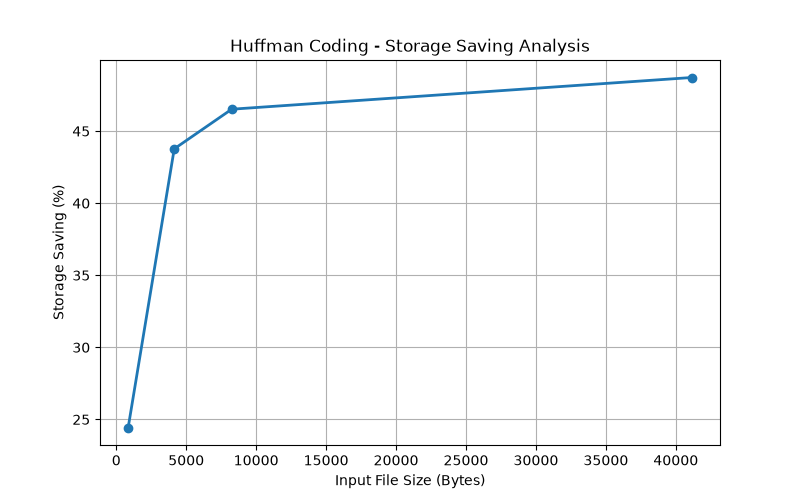 Huffman Coding - Storage Saving Analysis
Storage Saving (%)
45
40
35
30
25
0 5000 10000 15000 20000 25000 30000 35000 40000
Input File Size (Bytes)